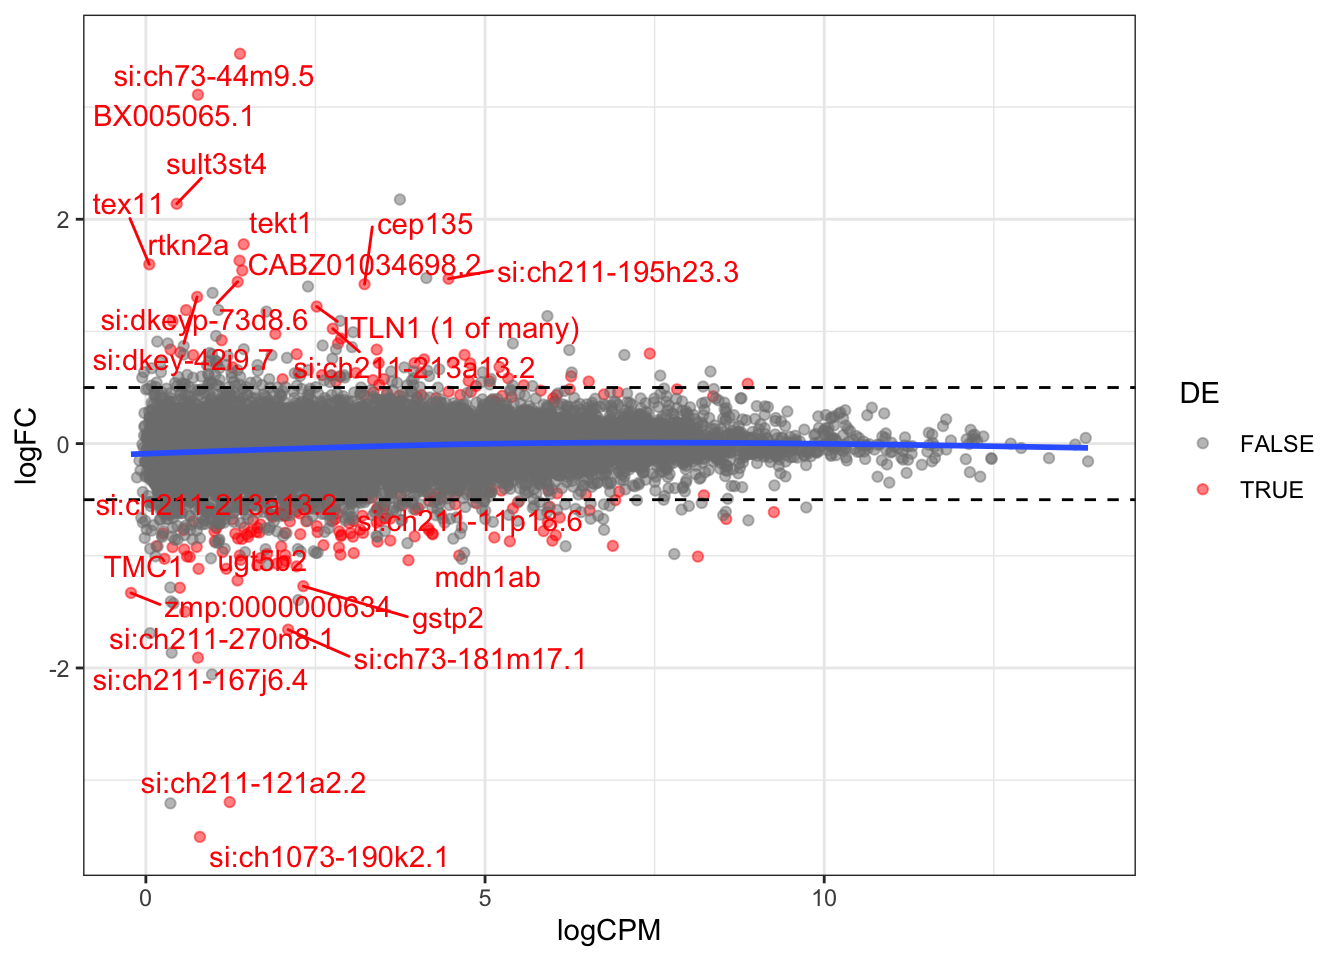 si:ch73-44m9.5
BX005065.1
sult3st4
tex11
tekt1
cep135
rtkn2a
CABZ01034698.2
si:ch211-195h23.3
si:dkeyp-73d8.6
ITLN1 (1 of many)
si:dkey-42i9.7
si:ch211-213a13.2
si:ch211-213a13.2
si:ch211-11p18.6
TMC1
ugt5b2
mdh1ab
zmp:0000000634
gstp2
si:ch211-270n8.1
si:ch73-181m17.1
si:ch211-167j6.4
si:ch211-121a2.2
si:ch1073-190k2.1
2
0
-2
logFC
0
5
10
logCPM
DE
FALSE
TRUE